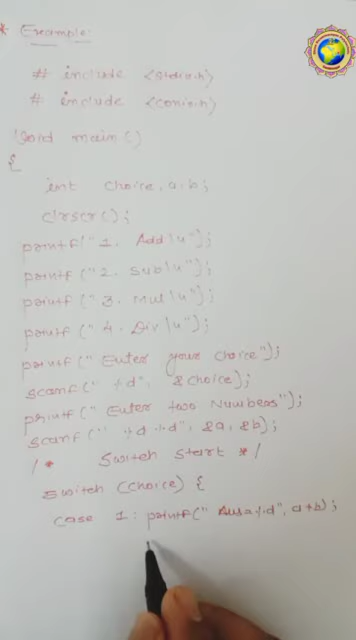 * Example:
# include <stdio.h>
# include <conio.h>
Void main()
{
int choice, a, b;
clrscr();
printf("1. Add \n");
printf("2. Sub \n");
printf("3. Mul \n");
printf("4. Div \n");
printf("Enter your choice");
scanf("%d", &choice);
printf("Enter two Numbers");
scanf("%d %d", &a, &b);
/* Switch start */
switch (choice) {
case 1: printf(" %d", a+b);